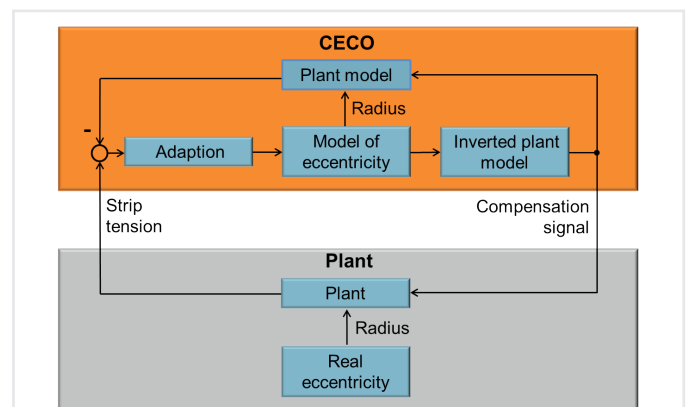 CECO
Plant model
Radius
-
Adaption
Model of
eccentricity
Inverted plant
model
Strip
tension
Compensation
signal
Plant
Plant
Radius
Real
eccentricity